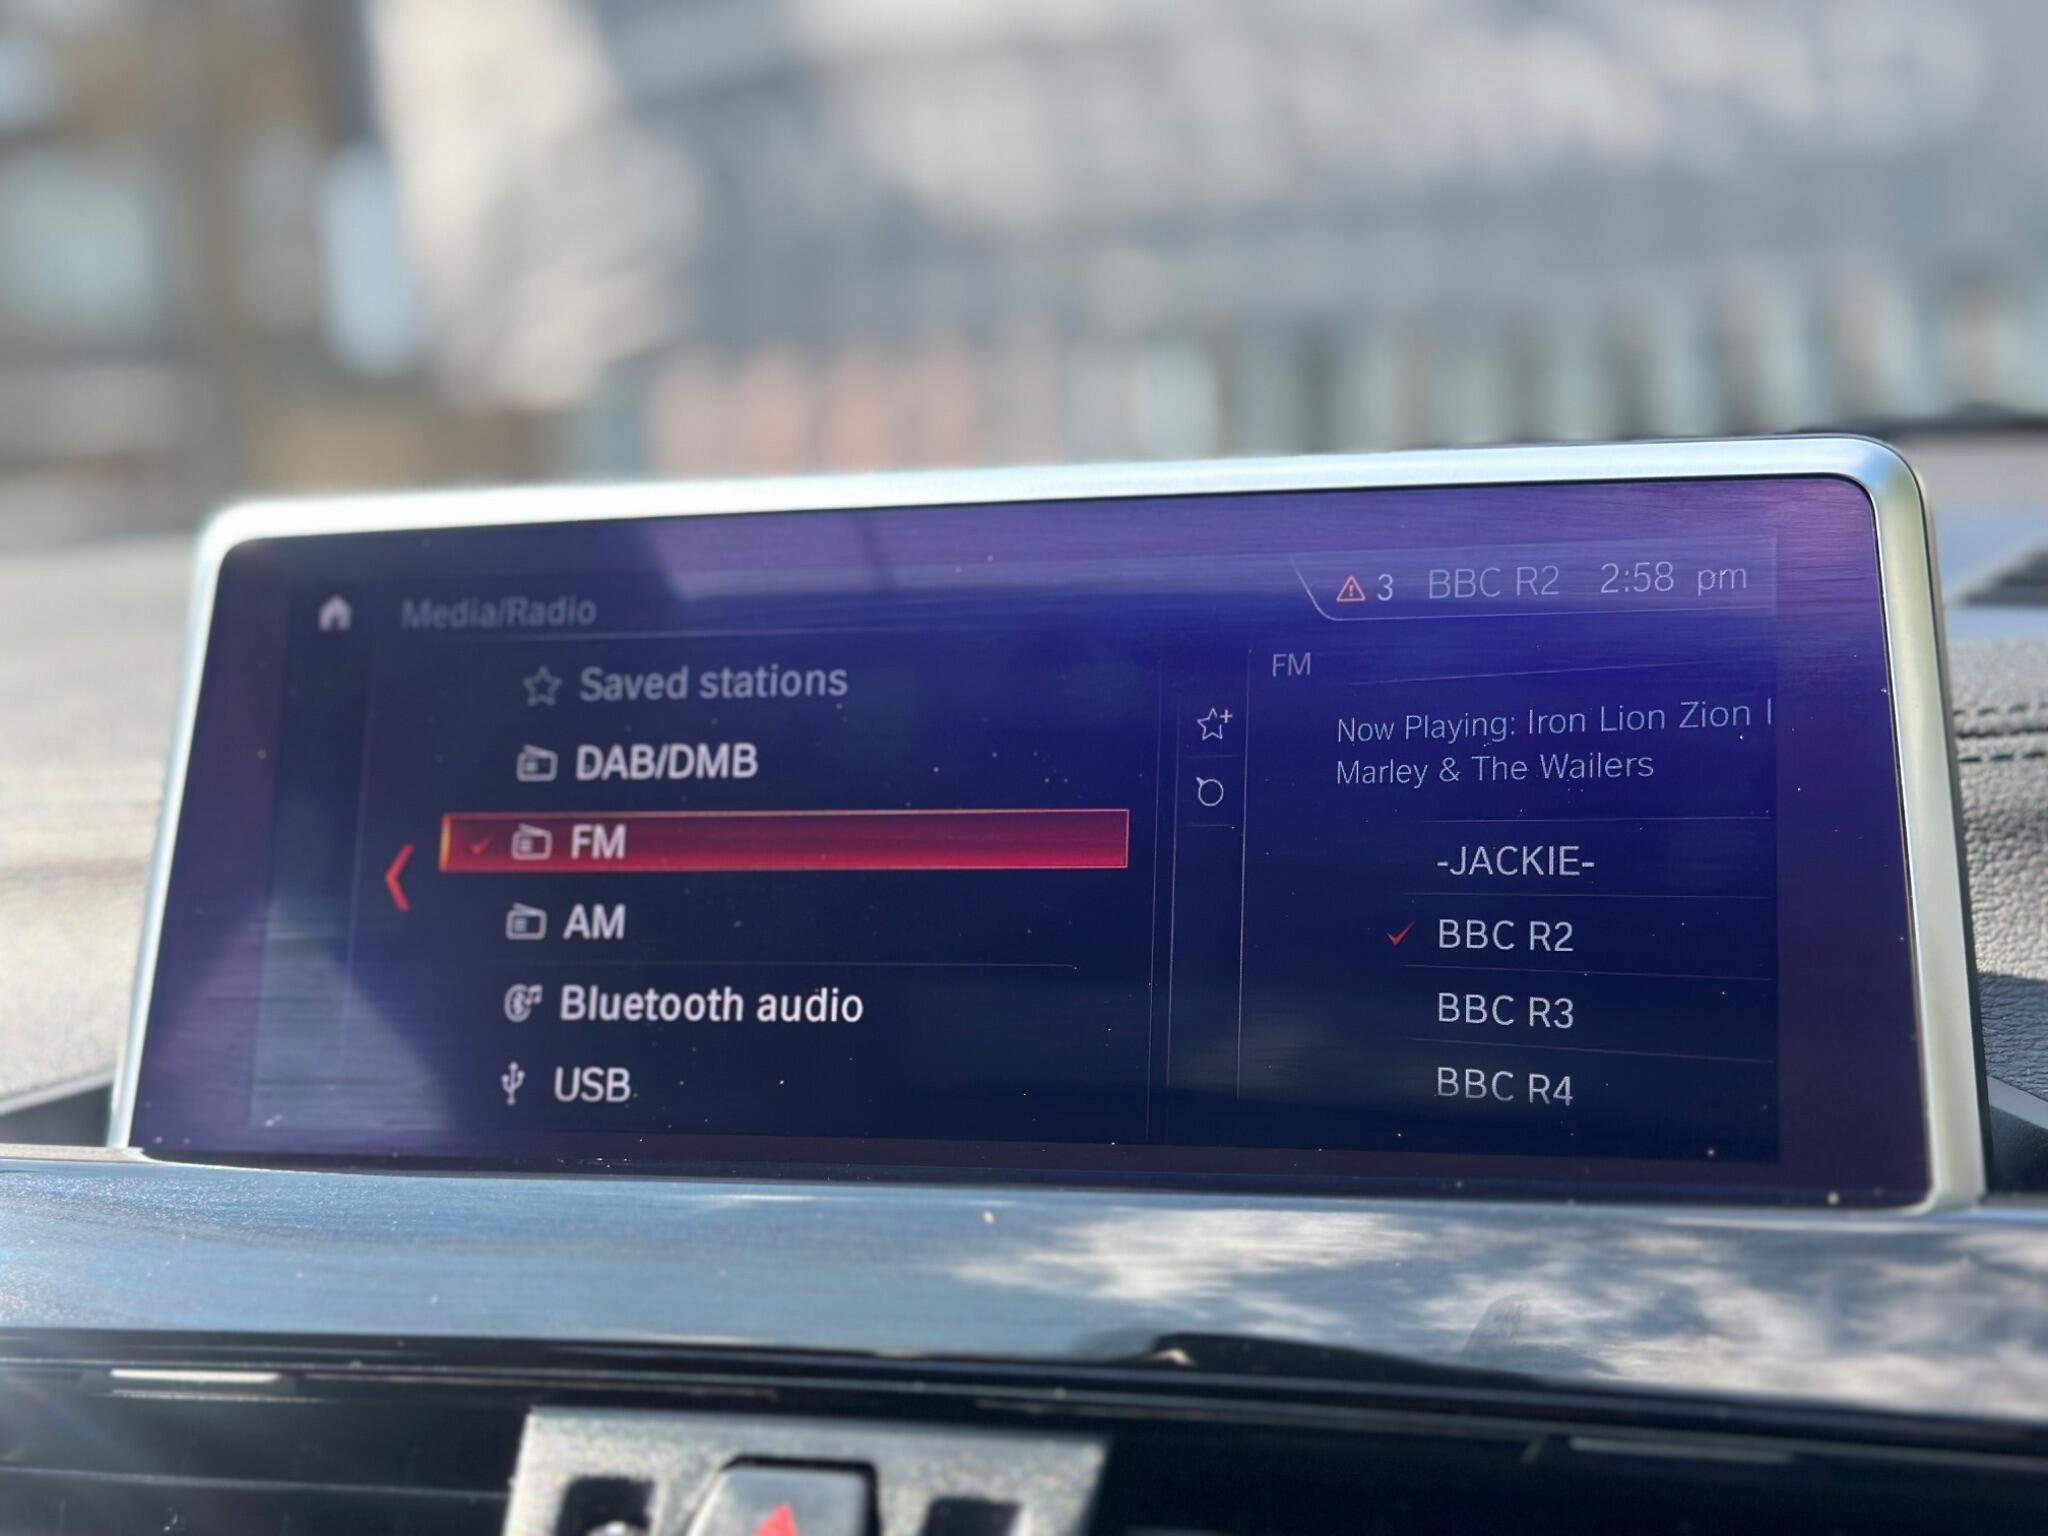 Media/Radio
3 BBC R2 2:58 pm
Saved stations
DAB/DMB
FM
AM
Bluetooth audio
USB
FM
Now Playing: Iron Lion Zion
Marley & The Wailers
-JACKIE-
BBC R2
BBC R3
BBC R4